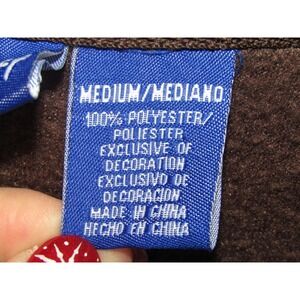 MEDIUM/MEDIANO
100% POLYESTER/
POLIESTER
EXCLUSIVE OF
DECORATION
EXCLUSIVO DE
DECORACION
MADE IN CHINA
HECHO EN CHINA